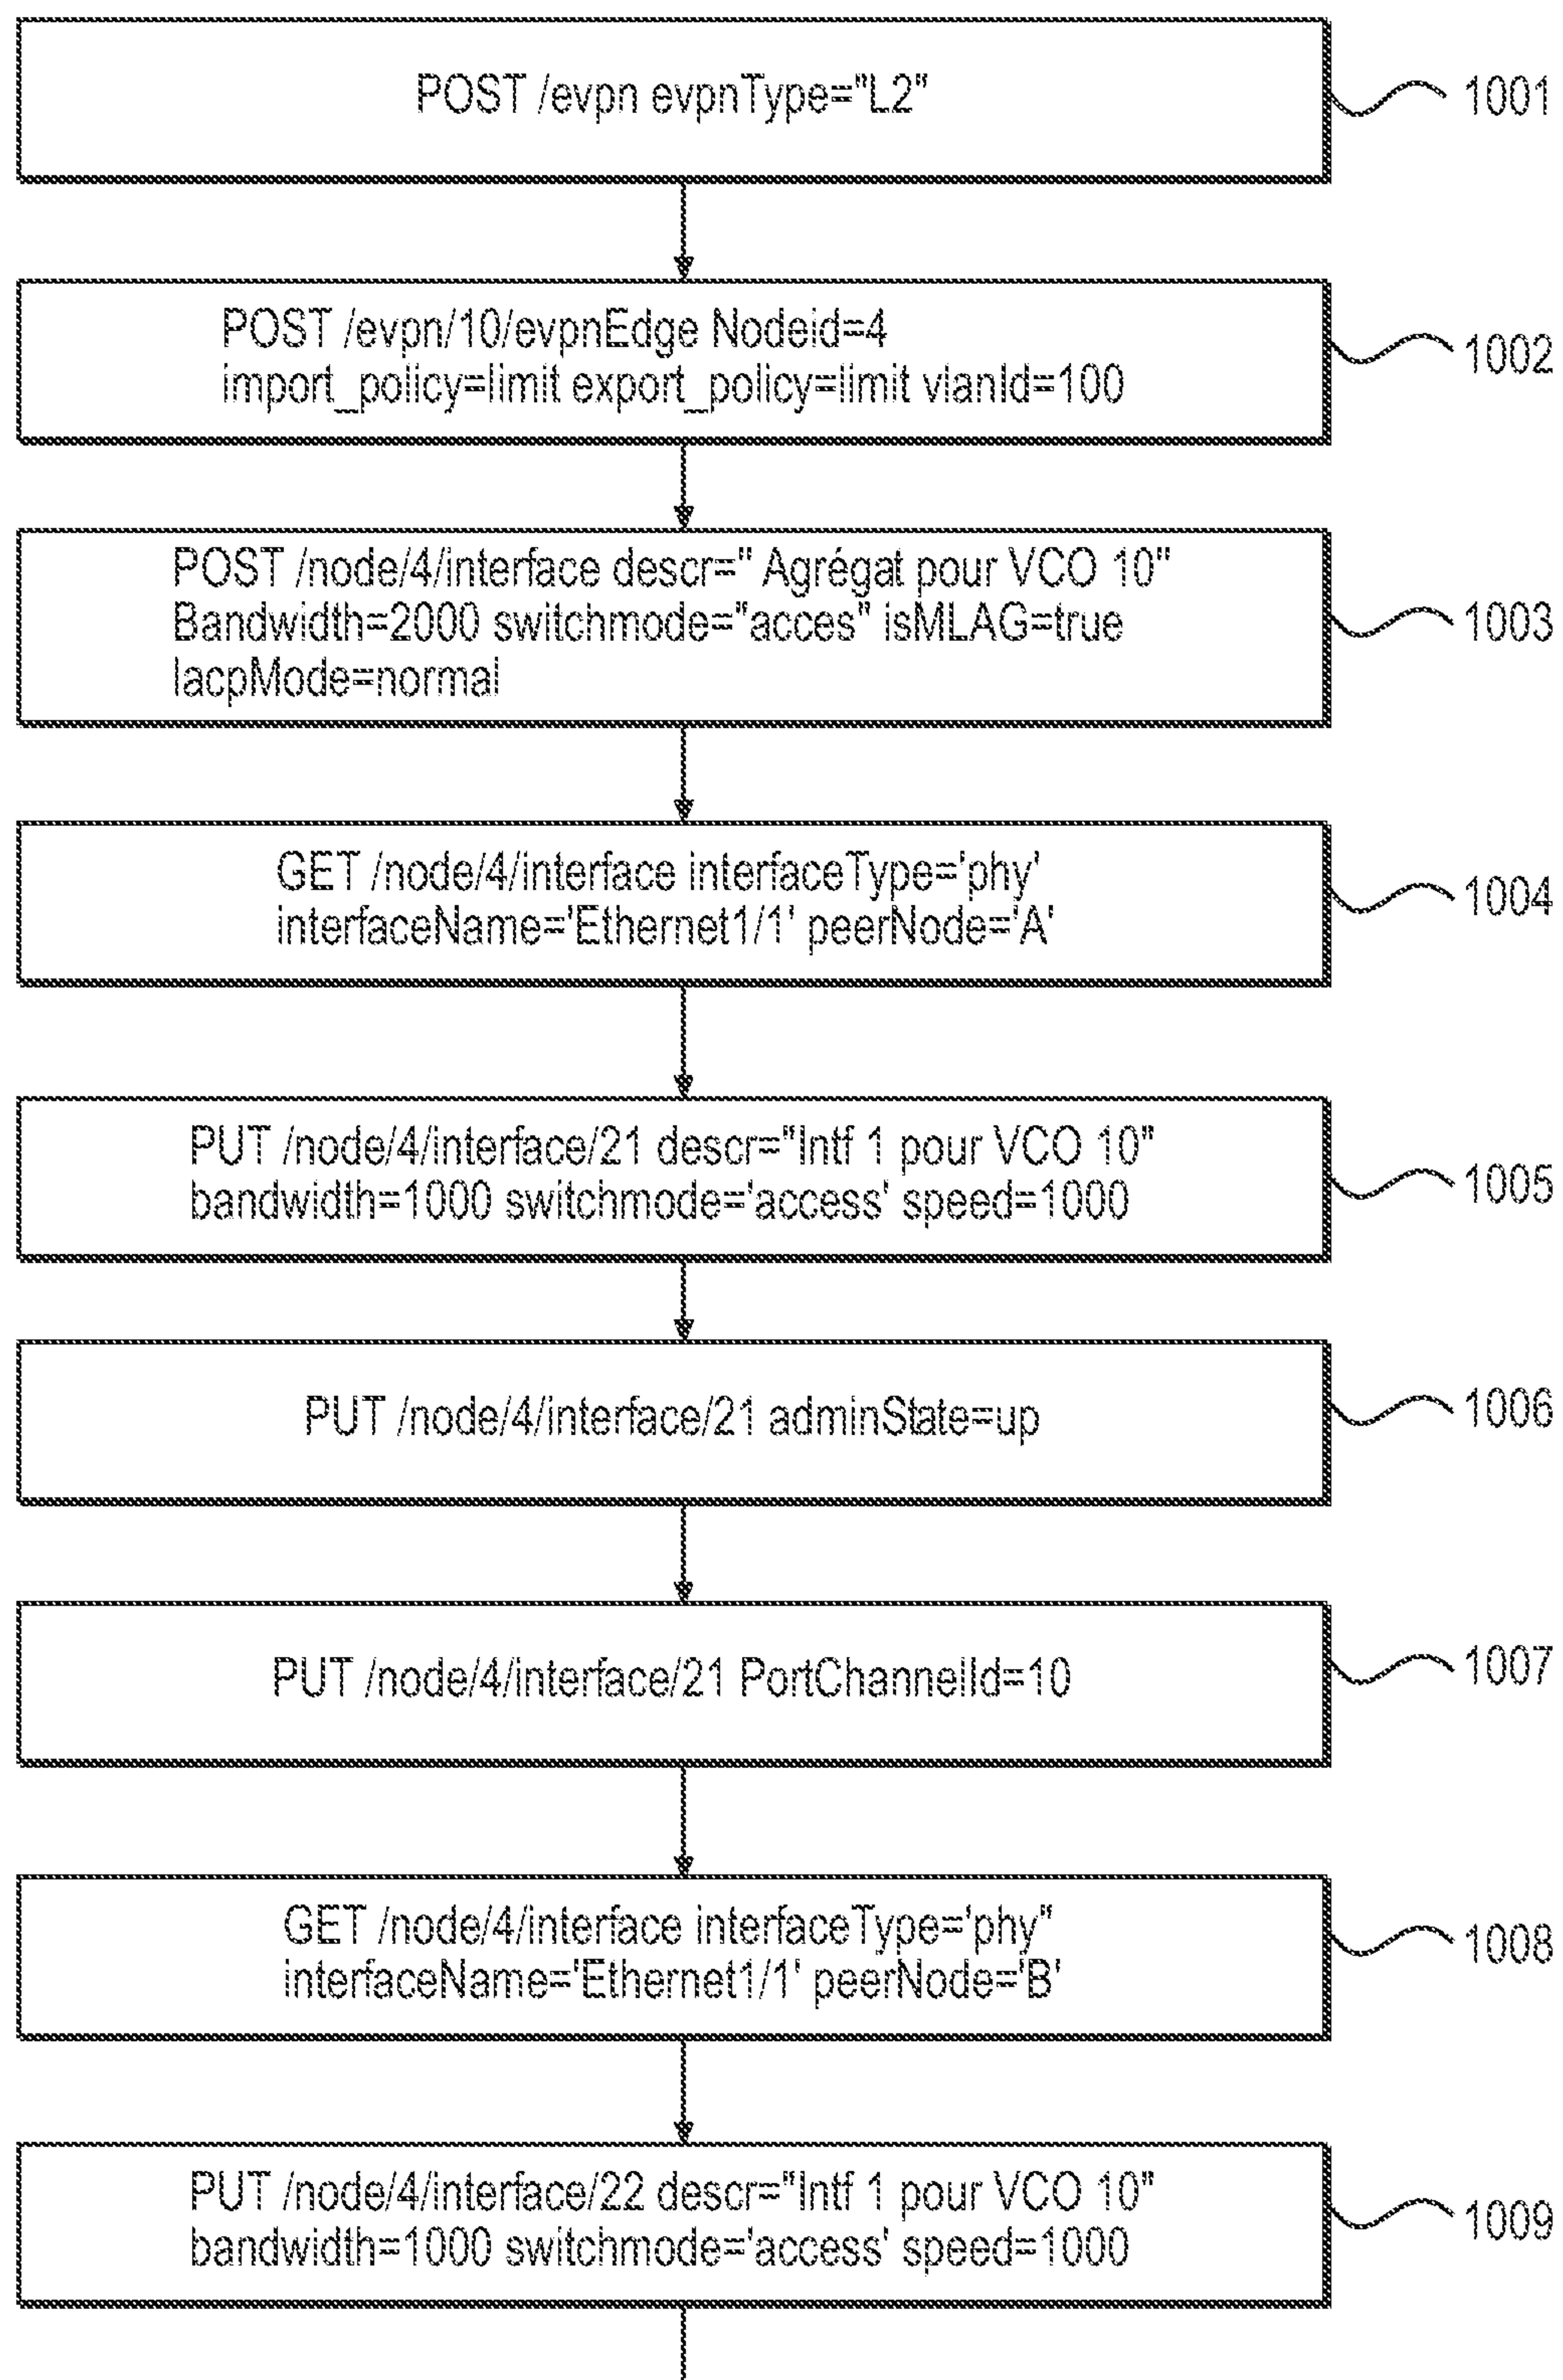 POST /evpn evpnType="L2"
1001
POST /evpn/10/evpnEdge Nodeid=4
import_policy=limit export_policy=limit vlanId=100
1002
POST /node/4/interface descr=" Agrégat pour VCO 10"
Bandwidth=2000 switchmode="acces" isMLAG=true
lacpMode=normal
1003
GET /node/4/interface interfaceType='phy'
interfaceName='Ethernet1/1' peerNode='A'
1004
PUT /node/4/interface/21 descr="Intf 1 pour VCO 10"
bandwidth=1000 switchmode='access' speed=1000
1005
PUT /node/4/interface/21 adminState=up
1006
PUT /node/4/interface/21 PortChannelId=10
1007
GET /node/4/interface interfaceType='phy"
interfaceName='Ethernet1/1' peerNode='B'
1008
PUT /node/4/interface/22 descr="Intf 1 pour VCO 10"
bandwidth=1000 switchmode='access' speed=1000
1009